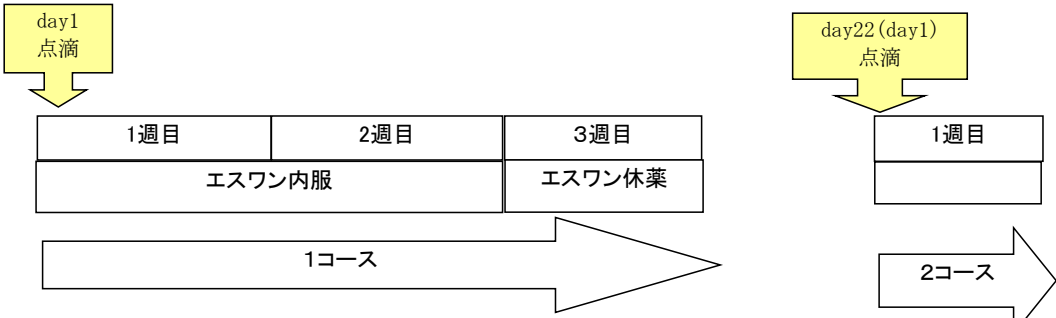 day1
点滴
day22(day1)
点滴
1週目
2週目
3週目
1週目
エスワン内服
エスワン休薬
1コース
2コース